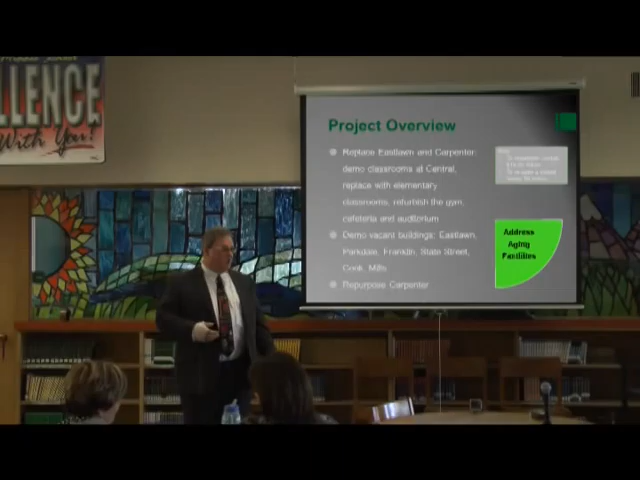 LLENCE
With You!
Project Overview
Replace Eastlawn and Carpenter:
demo classrooms at Central,
replace with elementary
classrooms, refurbish the gym,
cafeteria and auditorium
Demo vacant buildings: Eastlawn,
Parkdale, Franklin, State Street,
Cook, Mills
Repurpose Carpenter
Address
Aging
Facilities